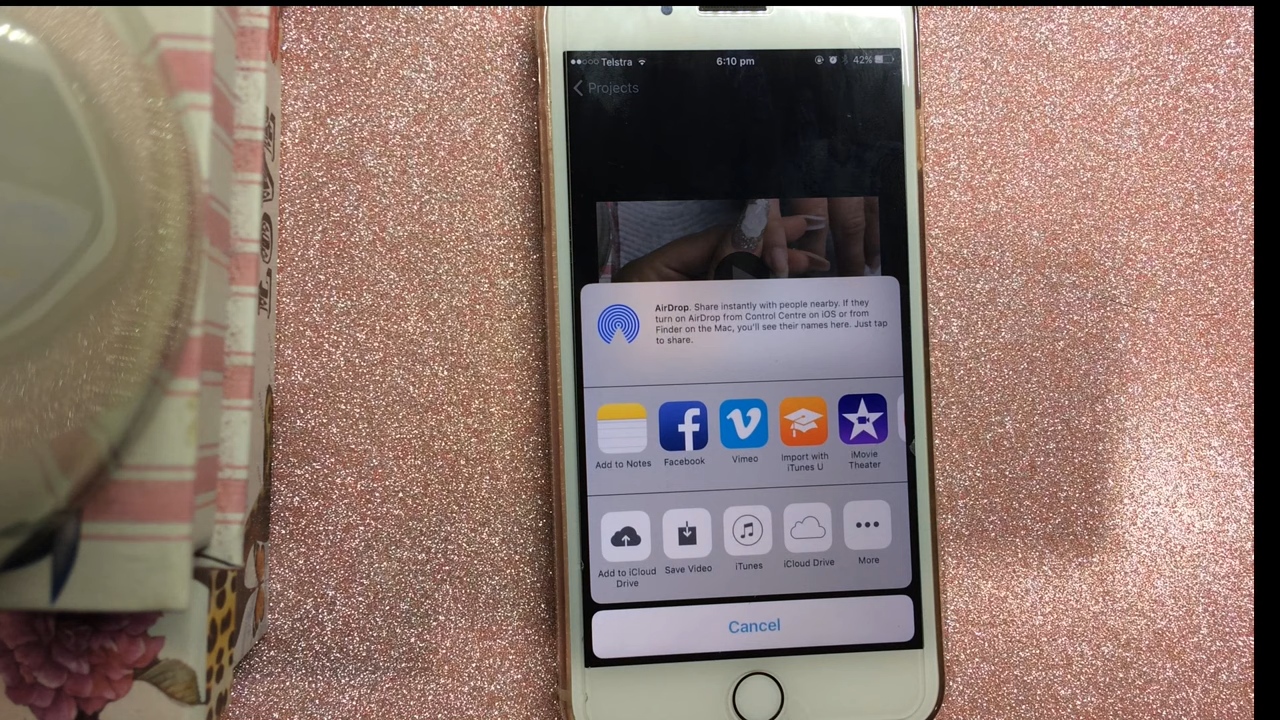 Telstra 6:10 pm 42%
Projects
AirDrop. Share instantly with people nearby. If they
turn on AirDrop from Control Centre on iOS or from
Finder on the Mac, you'll see their names here. Just tap
to share.
Add to Notes Facebook Vimeo Import with
iTunes U iMovie
Theater
Add to iCloud
Drive Save Video iTunes iCloud Drive More
Cancel